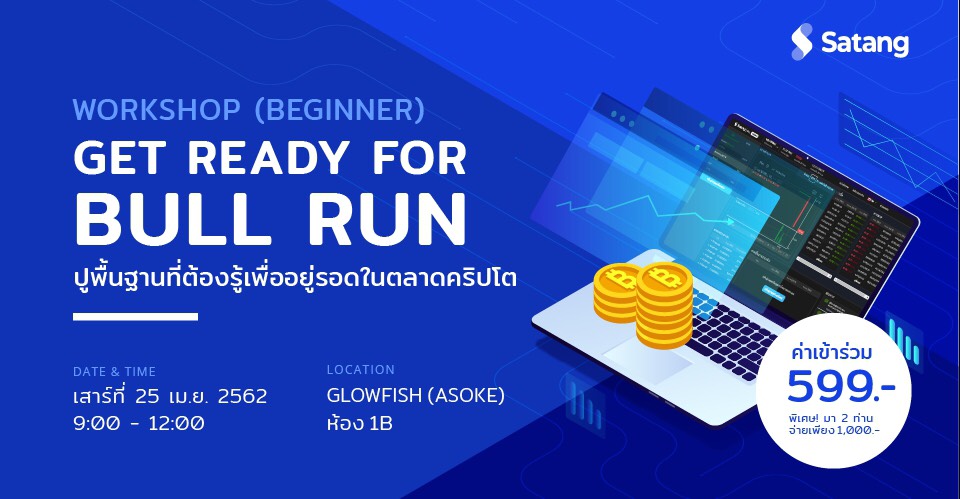 Satang
WORKSHOP (BEGINNER)
GET READY FOR
BULL RUN
ปูพื้นฐานที่ต้องรู้เพื่ออยู่รอดในตลาดคริปโต
DATE & TIME
เสาร์ที่ 25 เม.ย. 2562
9:00 - 12:00
LOCATION
GLOWFISH (ASOKE)
ห้อง 1B
ค่าเข้าร่วม
599.-
พิเศษ! มา 2 ท่าน
จ่ายเพียง 1,000.-